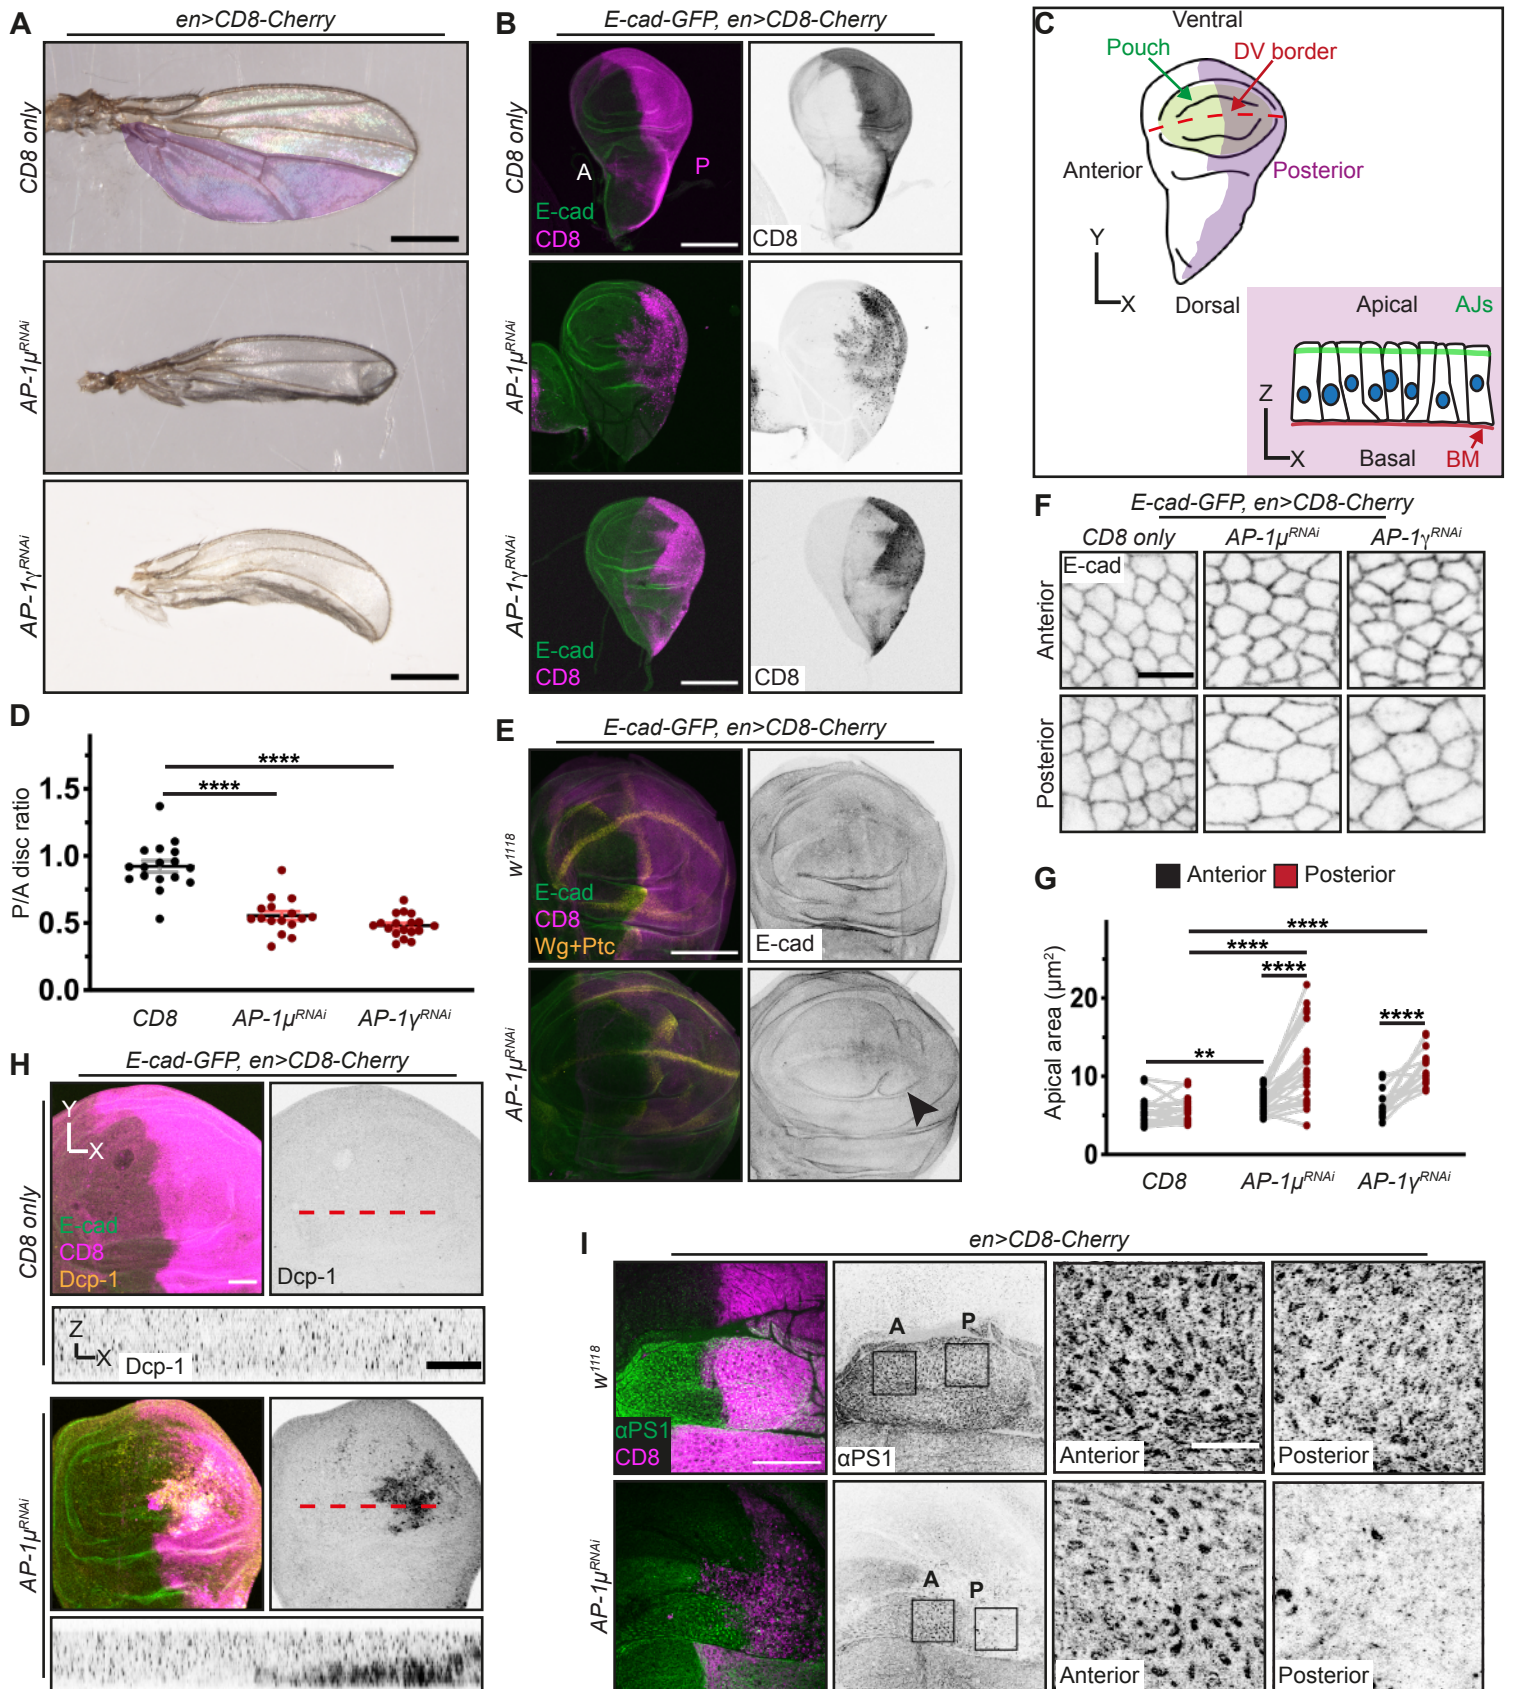 A
en>CD8-Cherry
CD8 only
AP-1μRNAi
AP-1γRNAi
B
E-cad-GFP, en>CD8-Cherry
CD8 only
A
P
E-cad
CD8
CD8
AP-1μRNAi
AP-1γRNAi
E-cad
CD8
CD8
C
Ventral
Pouch
DV border
Anterior
Posterior
Y
X
Dorsal
Apical
AJs
Z
X
Basal
BM
D
P/A disc ratio
1.5
1.0
0.5
0.0
****
****
CD8
AP-1μRNAi
AP-1γRNAi
E
E-cad-GFP, en>CD8-Cherry
w1118
E-cad
CD8
Wg+Ptc
E-cad
AP-1μRNAi
F
E-cad-GFP, en>CD8-Cherry
CD8 only
AP-1μRNAi
AP-1γRNAi
E-cad
Anterior
Posterior
G
Anterior
Posterior
Apical area (μm2)
20
10
0
****
****
****
****
**
CD8
AP-1μRNAi
AP-1γRNAi
H
E-cad-GFP, en>CD8-Cherry
CD8 only
Y
X
E-cad
CD8
Dcp-1
Dcp-1
Z
X
Dcp-1
AP-1μRNAi
I
en>CD8-Cherry
w1118
αPS1
CD8
A
P
αPS1
Anterior
Posterior
AP-1μRNAi
A
P
Anterior
Posterior